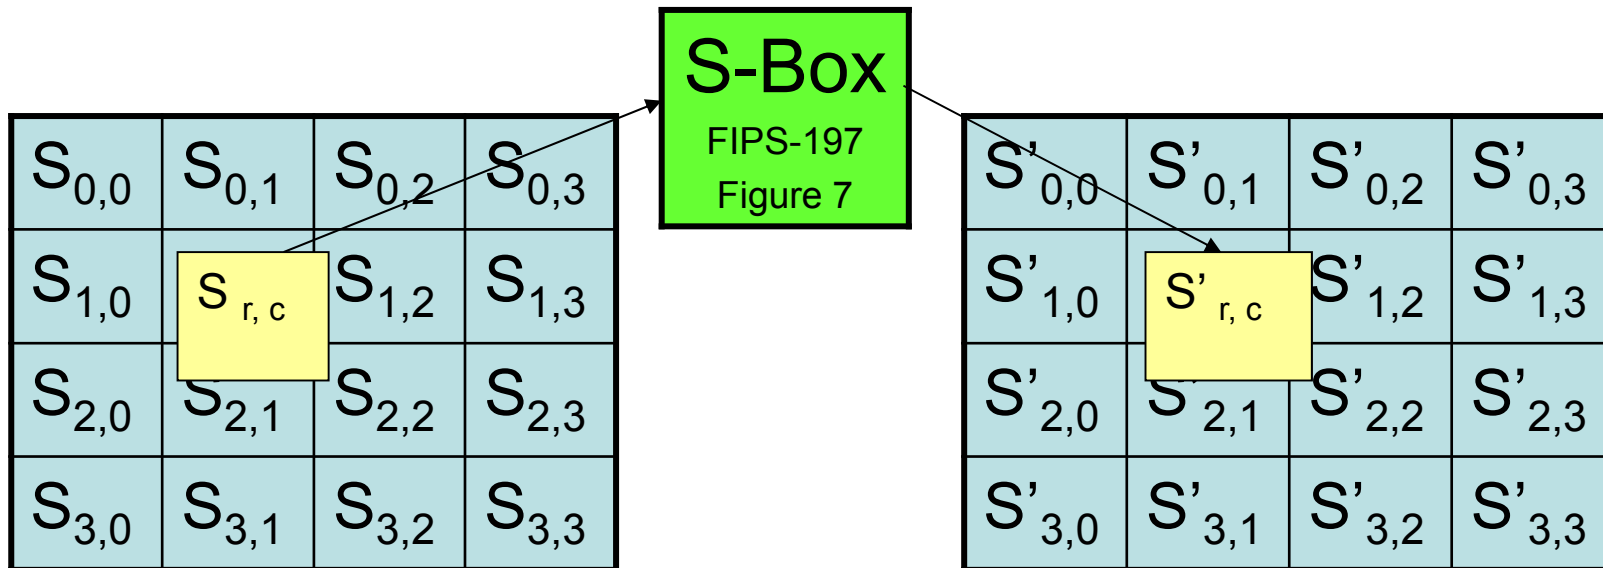 S-Box
FIPS-197
Figure 7
S0,0 S0,1 S0,2 S0,3
S1,0 S r, c S1,2 S1,3
S2,0 S2,1 S2,2 S2,3
S3,0 S3,1 S3,2 S3,3
S’0,0 S’0,1 S’0,2 S’0,3
S’1,0 S’ r, c S’1,2 S’1,3
S’2,0 S’2,1 S’2,2 S’2,3
S’3,0 S’3,1 S’3,2 S’3,3